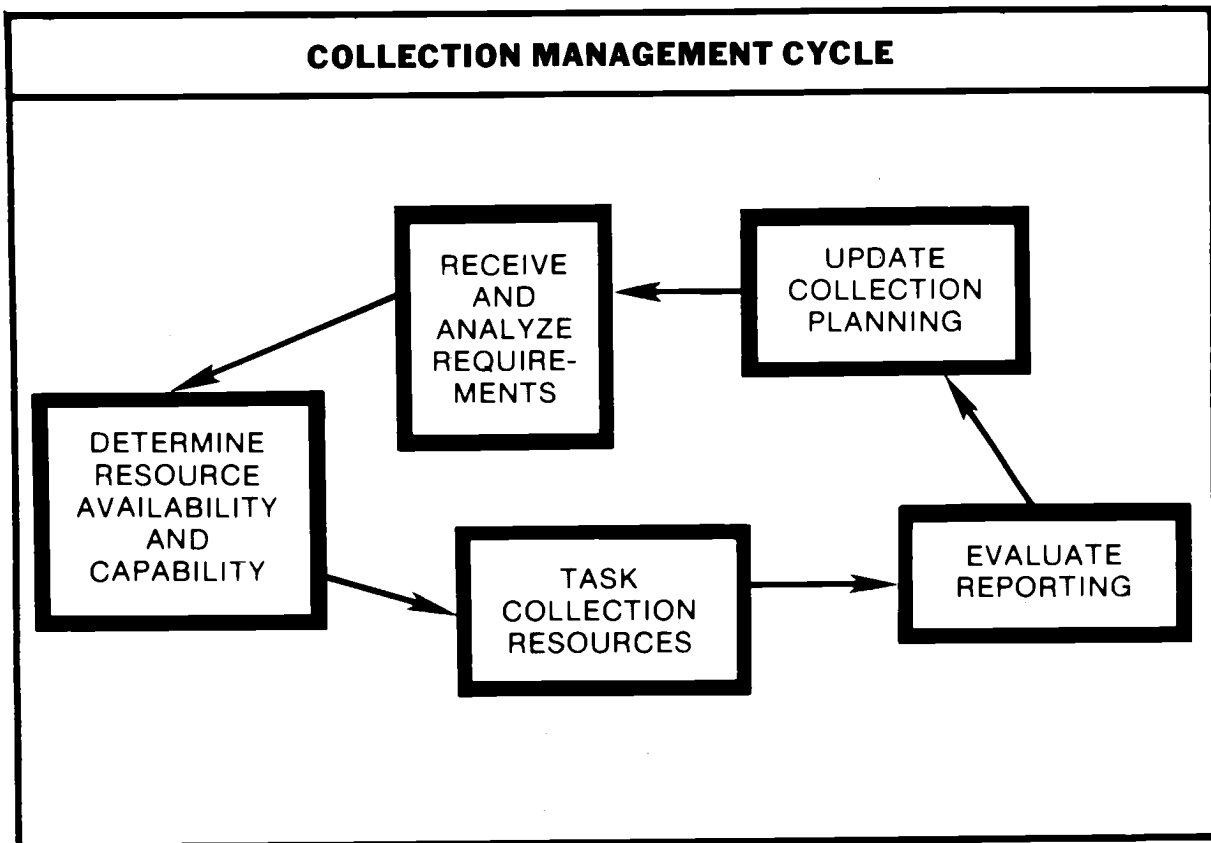 COLLECTION MANAGEMENT CYCLE
RECEIVE
AND
ANALYZE
REQUIRE-
MENTS
UPDATE
COLLECTION
PLANNING
DETERMINE
RESOURCE
AVAILABILITY
AND
CAPABILITY
TASK
COLLECTION
RESOURCES
EVALUATE
REPORTING